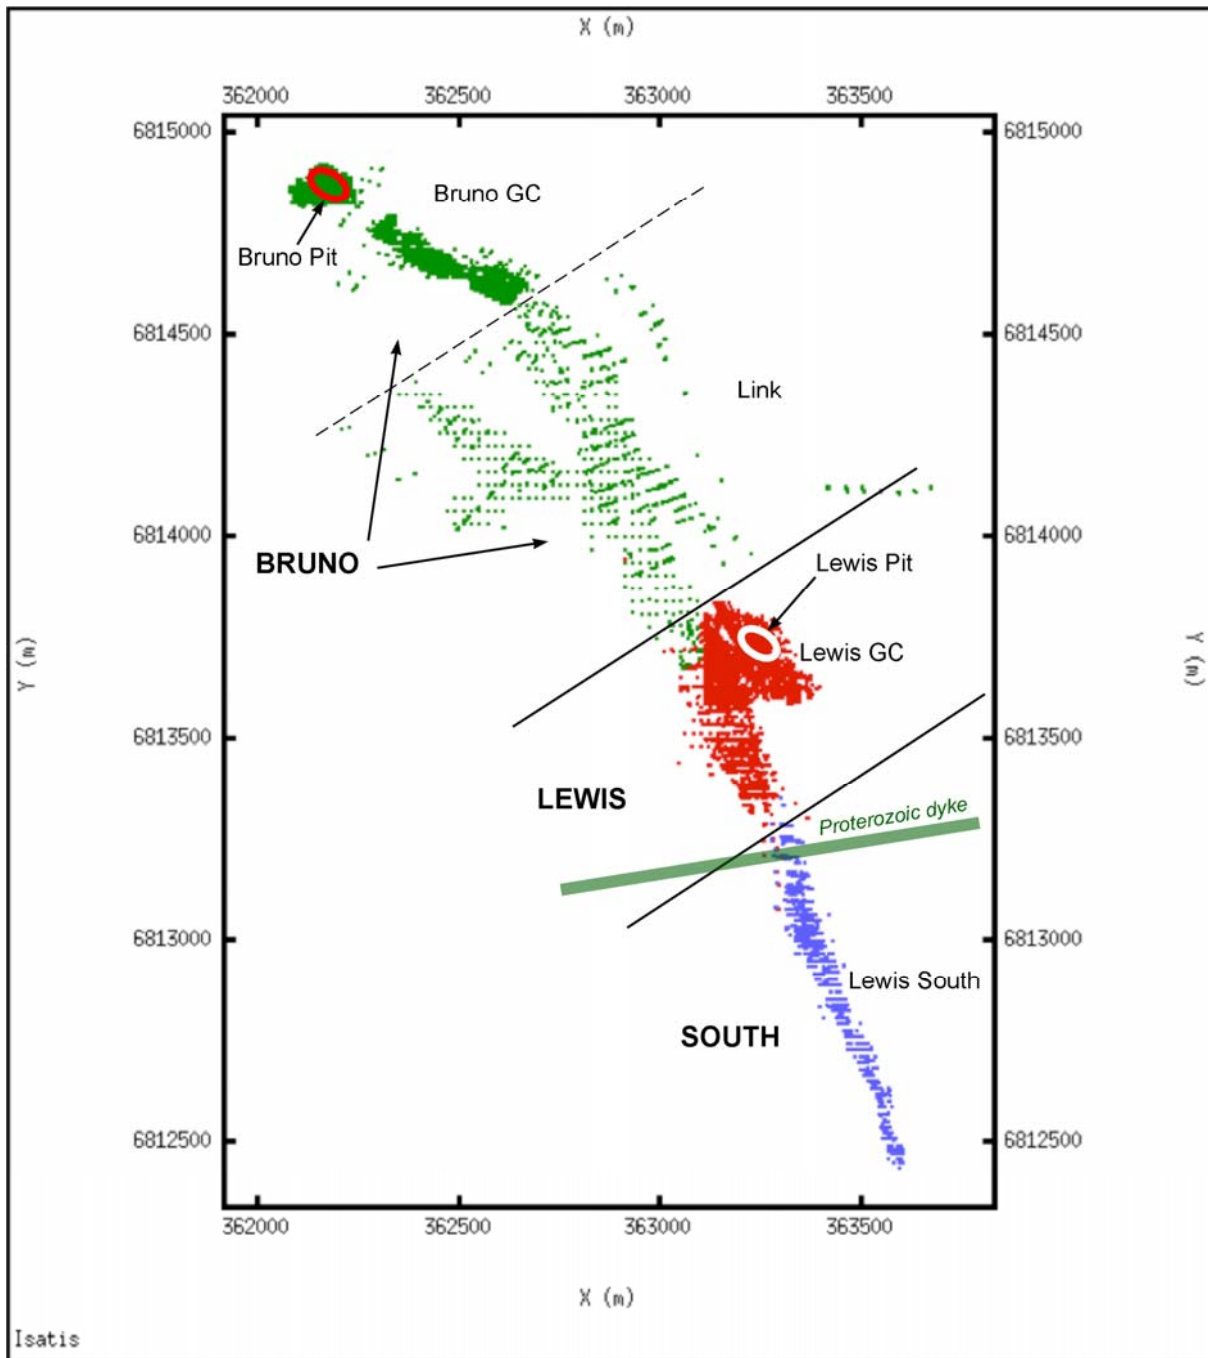 X (m)
362000 362500 363000 363500
6815000 6815000
Bruno GC
Bruno Pit
6814500 6814500
Link
6814000 6814000
BRUNO
Lewis Pit
Y (m) Y (m)
Lewis GC
6813500 6813500
LEWIS
Proterozoic dyke
6813000 6813000
Lewis South
SOUTH
6812500 6812500
362000 362500 363000 363500
X (m)
Isatis